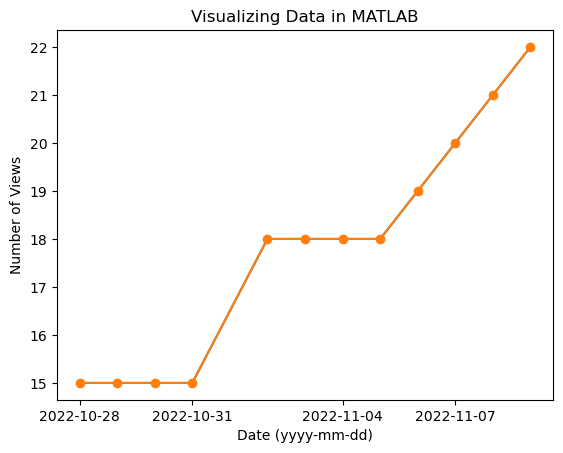 Visualizing Data in MATLAB
22
21
20
19
18
17
16
15
Number of Views
2022-10-28 2022-10-31 2022-11-04 2022-11-07
Date (yyyy-mm-dd)